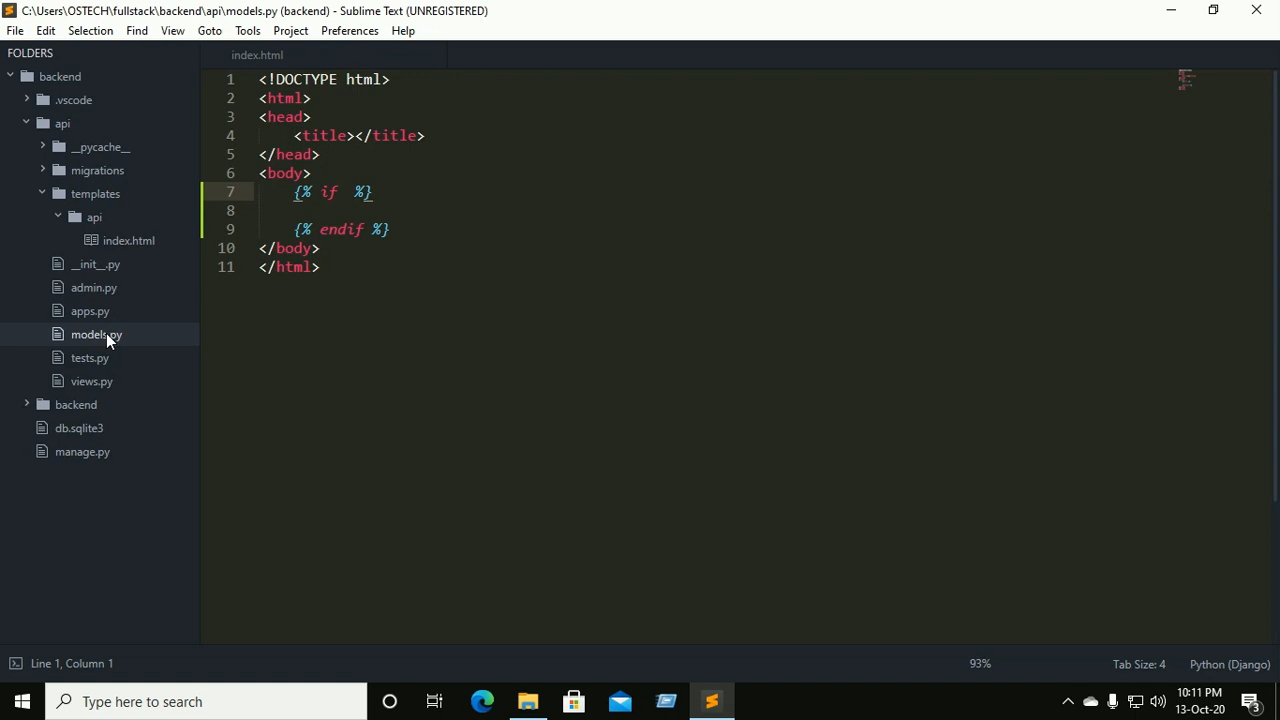 C:\Users\OSTECH\fullstack\backend\api\models.py (backend) - Sublime Text (UNREGISTERED)
File Edit Selection Find View Goto Tools Project Preferences Help
FOLDERS
backend
.vscode
api
__pycache__
migrations
templates
api
index.html
__init__.py
admin.py
apps.py
models.py
tests.py
views.py
backend
db.sqlite3
manage.py
index.html
1 <!DOCTYPE html>
2 <html>
3 <head>
4 <title></title>
5 </head>
6 <body>
7 {% if  %}
8
9 {% endif %}
10 </body>
11 </html>
Line 1, Column 1
93%
Tab Size: 4
Python (Django)
Type here to search
10:11 PM
13-Oct-20
3